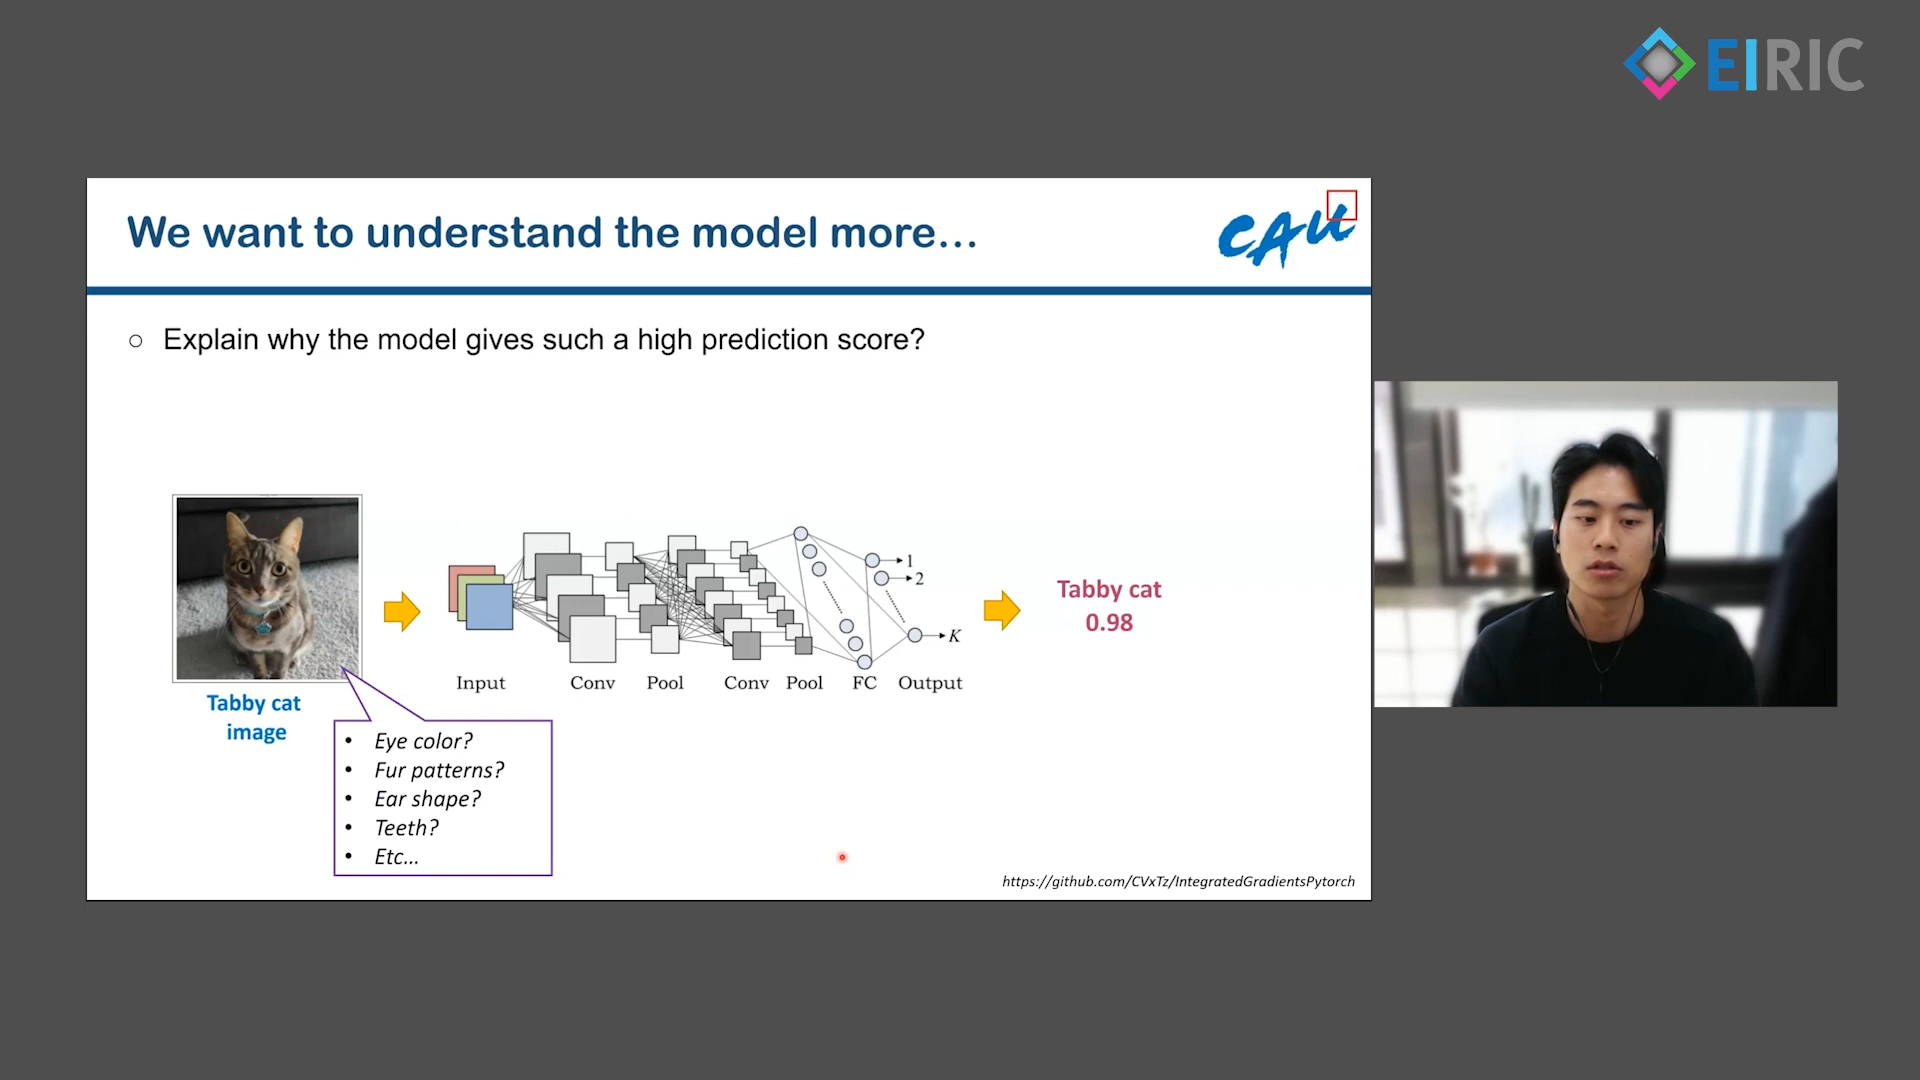 EIRIC
We want to understand the model more...
CAU
○ Explain why the model gives such a high prediction score?
1
2
K
Tabby cat
0.98
Input
Conv
Pool
Conv
Pool
FC
Output
Tabby cat
image
• Eye color?
• Fur patterns?
• Ear shape?
• Teeth?
• Etc...
https://github.com/CVxTz/IntegratedGradientsPytorch